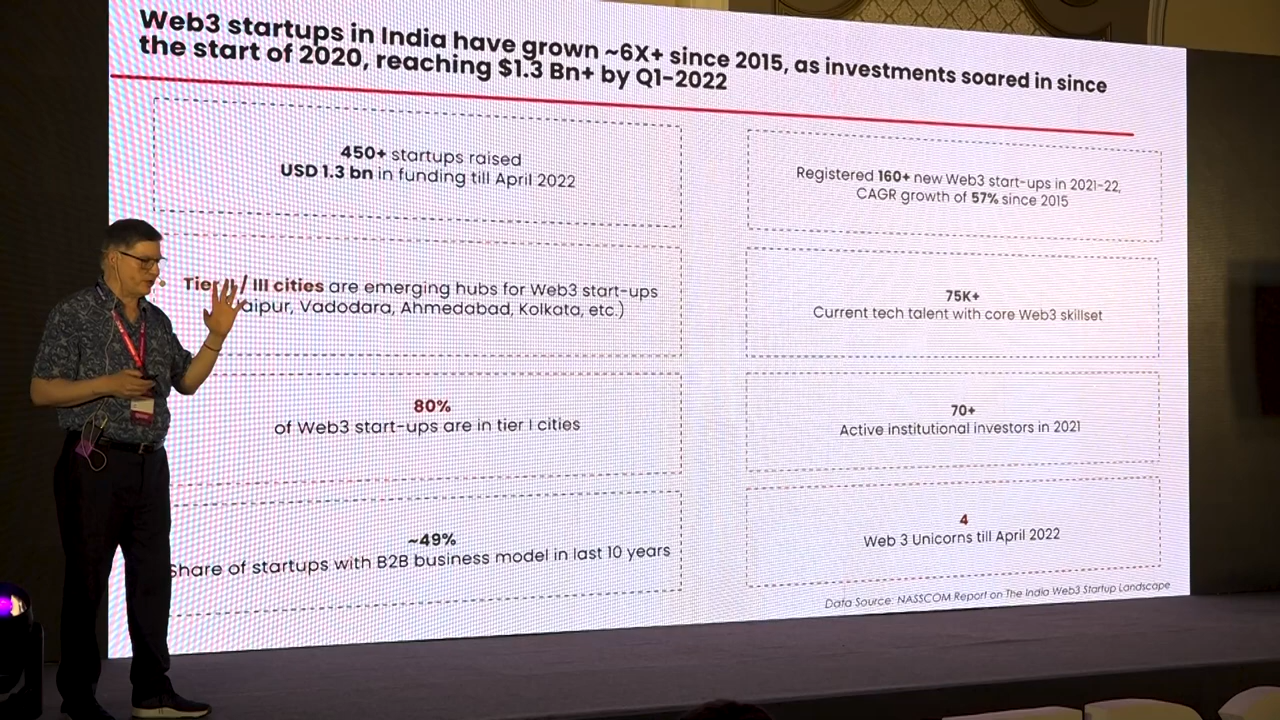 Web3 startups in India have grown ~6X+ since 2015, as investments soared in since
the start of 2020, reaching $1.3 Bn+ by Q1-2022
450+ startups raised
USD 1.3 bn in funding till April 2022
Registered 160+ new Web3 start-ups in 2021-22,
CAGR growth of 57% since 2015
Tier / III cities are emerging hubs for Web3 start-ups
aipur, Vadodara, Ahmedabad, Kolkata, etc.)
75K+
Current tech talent with core Web3 skillset
80%
of Web3 start-ups are in tier I cities
70+
Active institutional investors in 2021
~49%
Share of startups with B2B business model in last 10 years
4
Web 3 Unicorns till April 2022
Data Source: NASSCOM Report on The India Web3 Startup Landscape